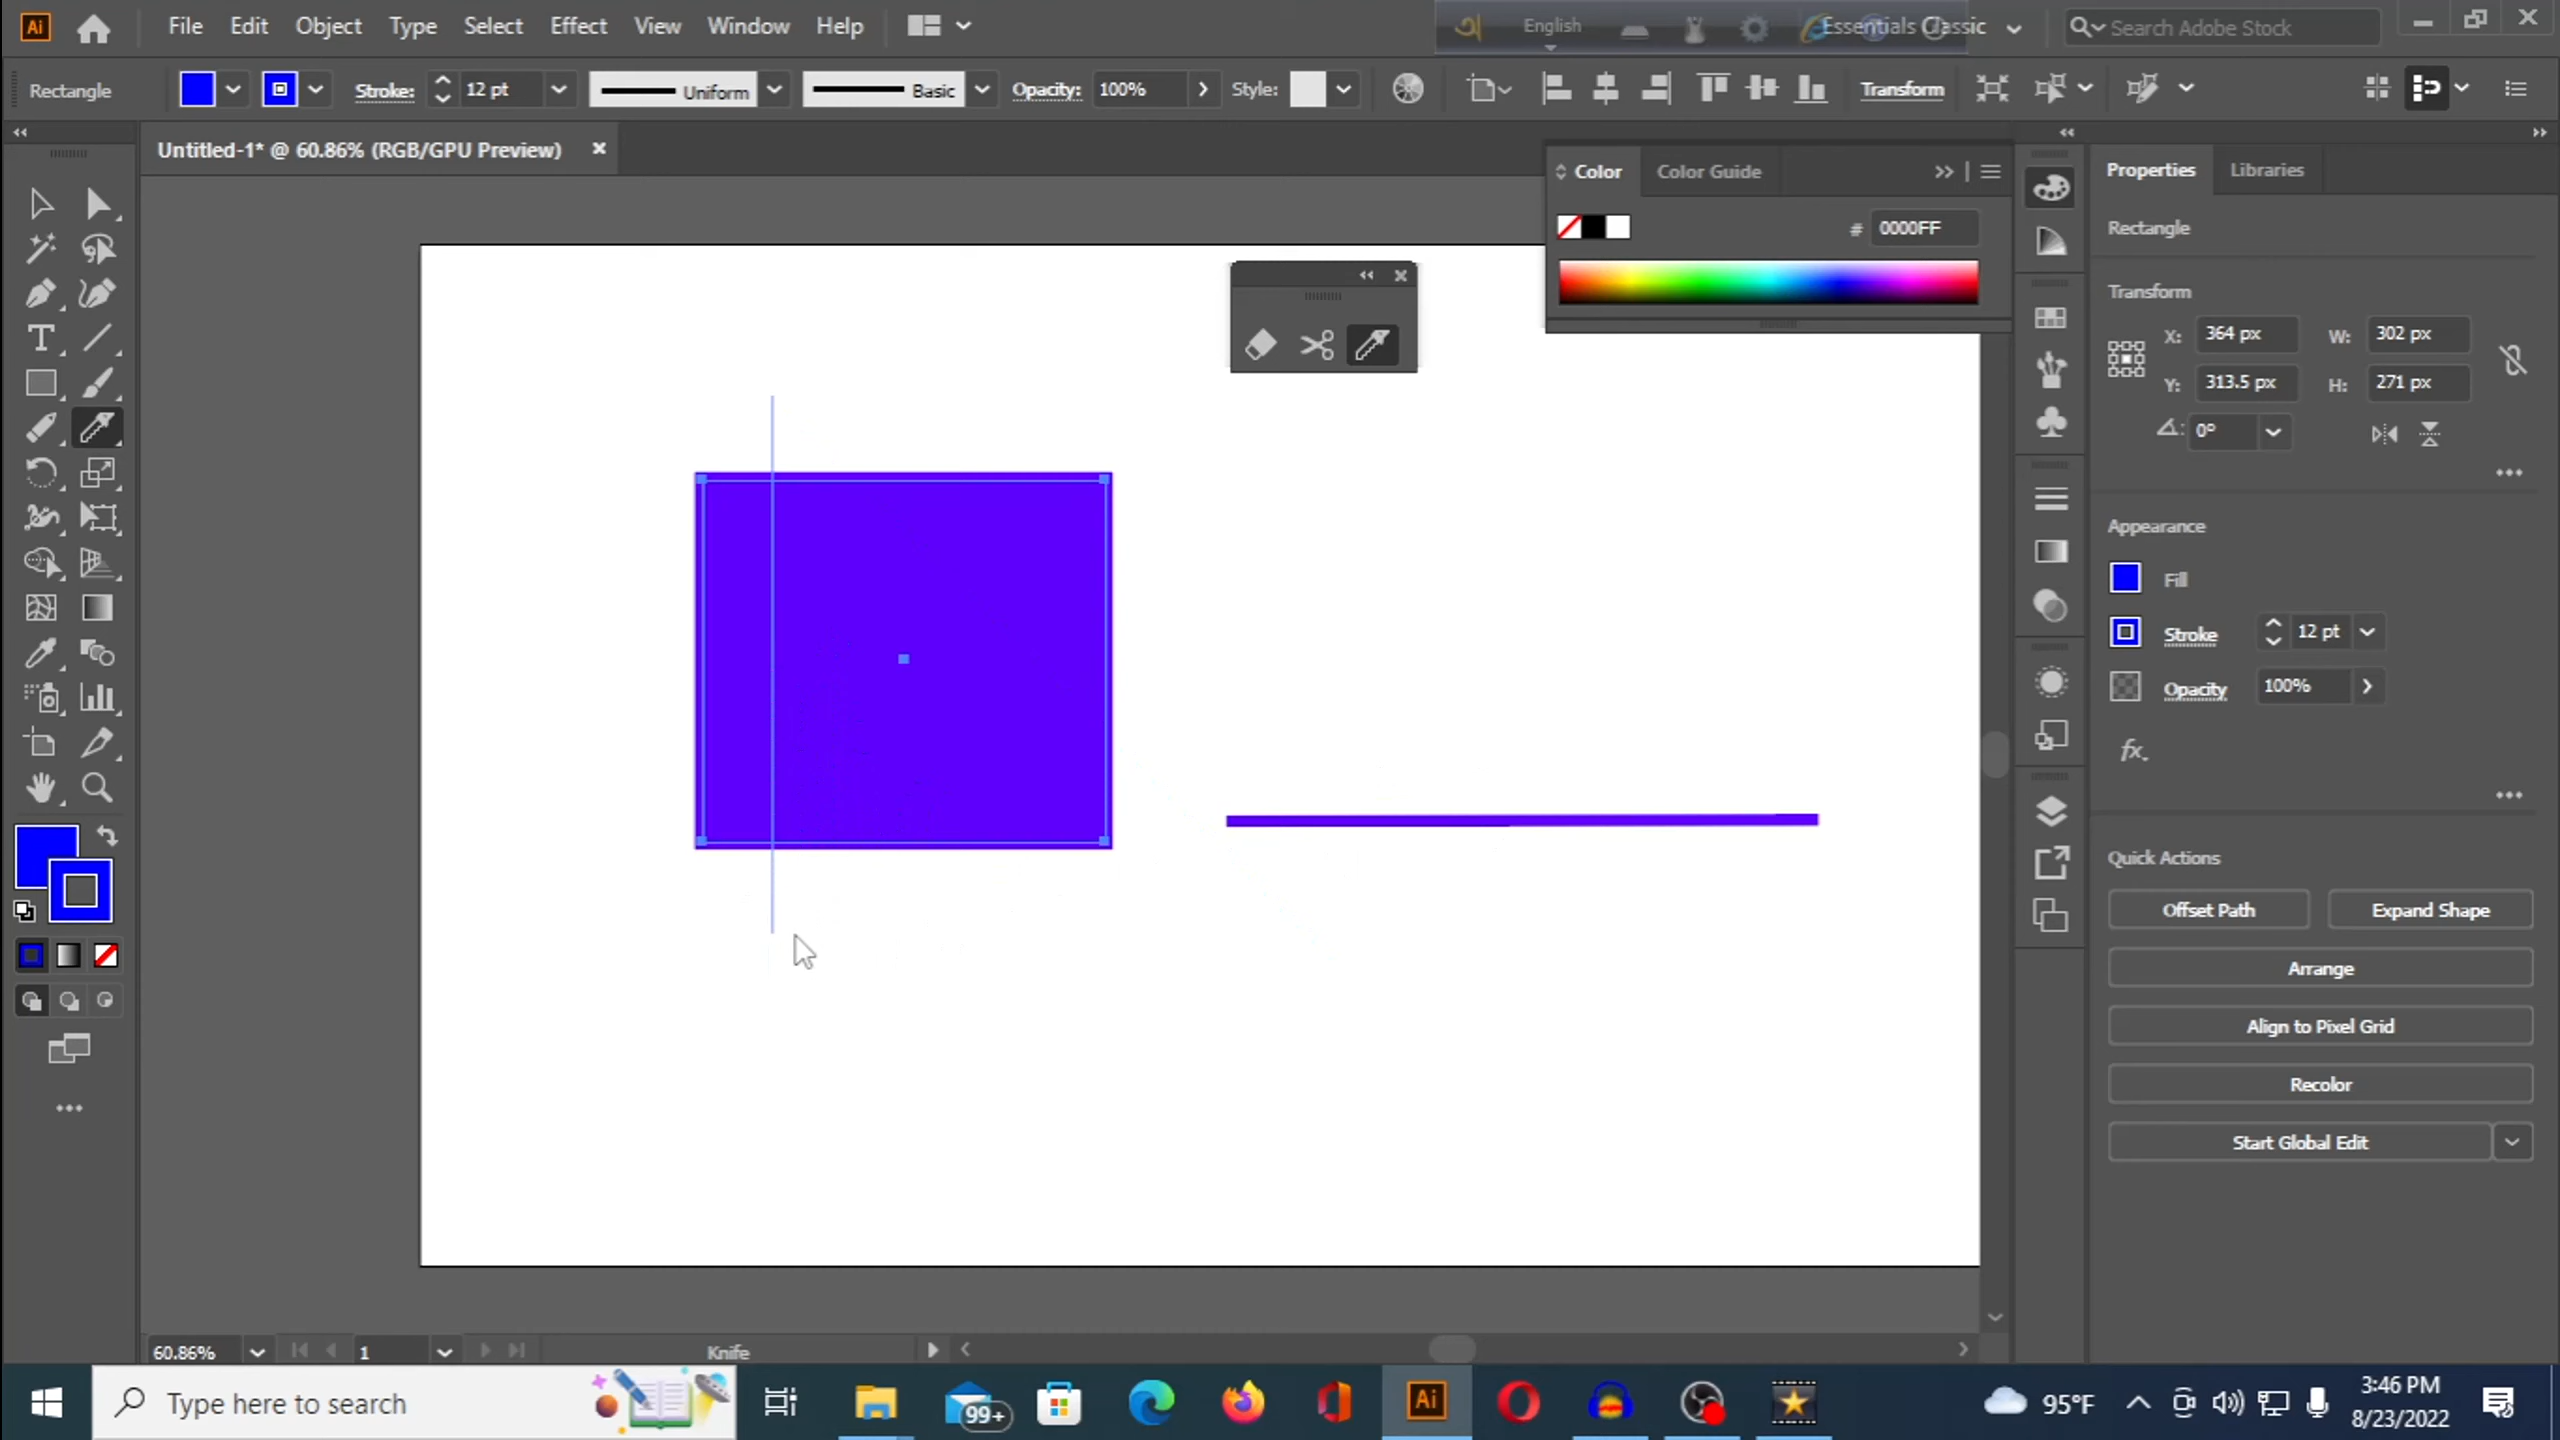 Ai File Edit Object Type Select Effect View Window Help English Essentials Classic Search Adobe Stock
Rectangle Stroke: 12 pt Uniform Basic Opacity: 100% Style: Transform
Untitled-1* @ 60.86% (RGB/GPU Preview)
Color Color Guide
# 0000FF
Properties Libraries
Rectangle
Transform
X: 364 px W: 302 px
Y: 313.5 px H: 271 px
0°
Appearance
Fill
Stroke 12 pt
Opacity 100%
fx.
Quick Actions
Offset Path Expand Shape
Arrange
Align to Pixel Grid
Recolor
Start Global Edit
60.86% 1 Knife
Type here to search 99+ Ai 95°F 3:46 PM
8/23/2022